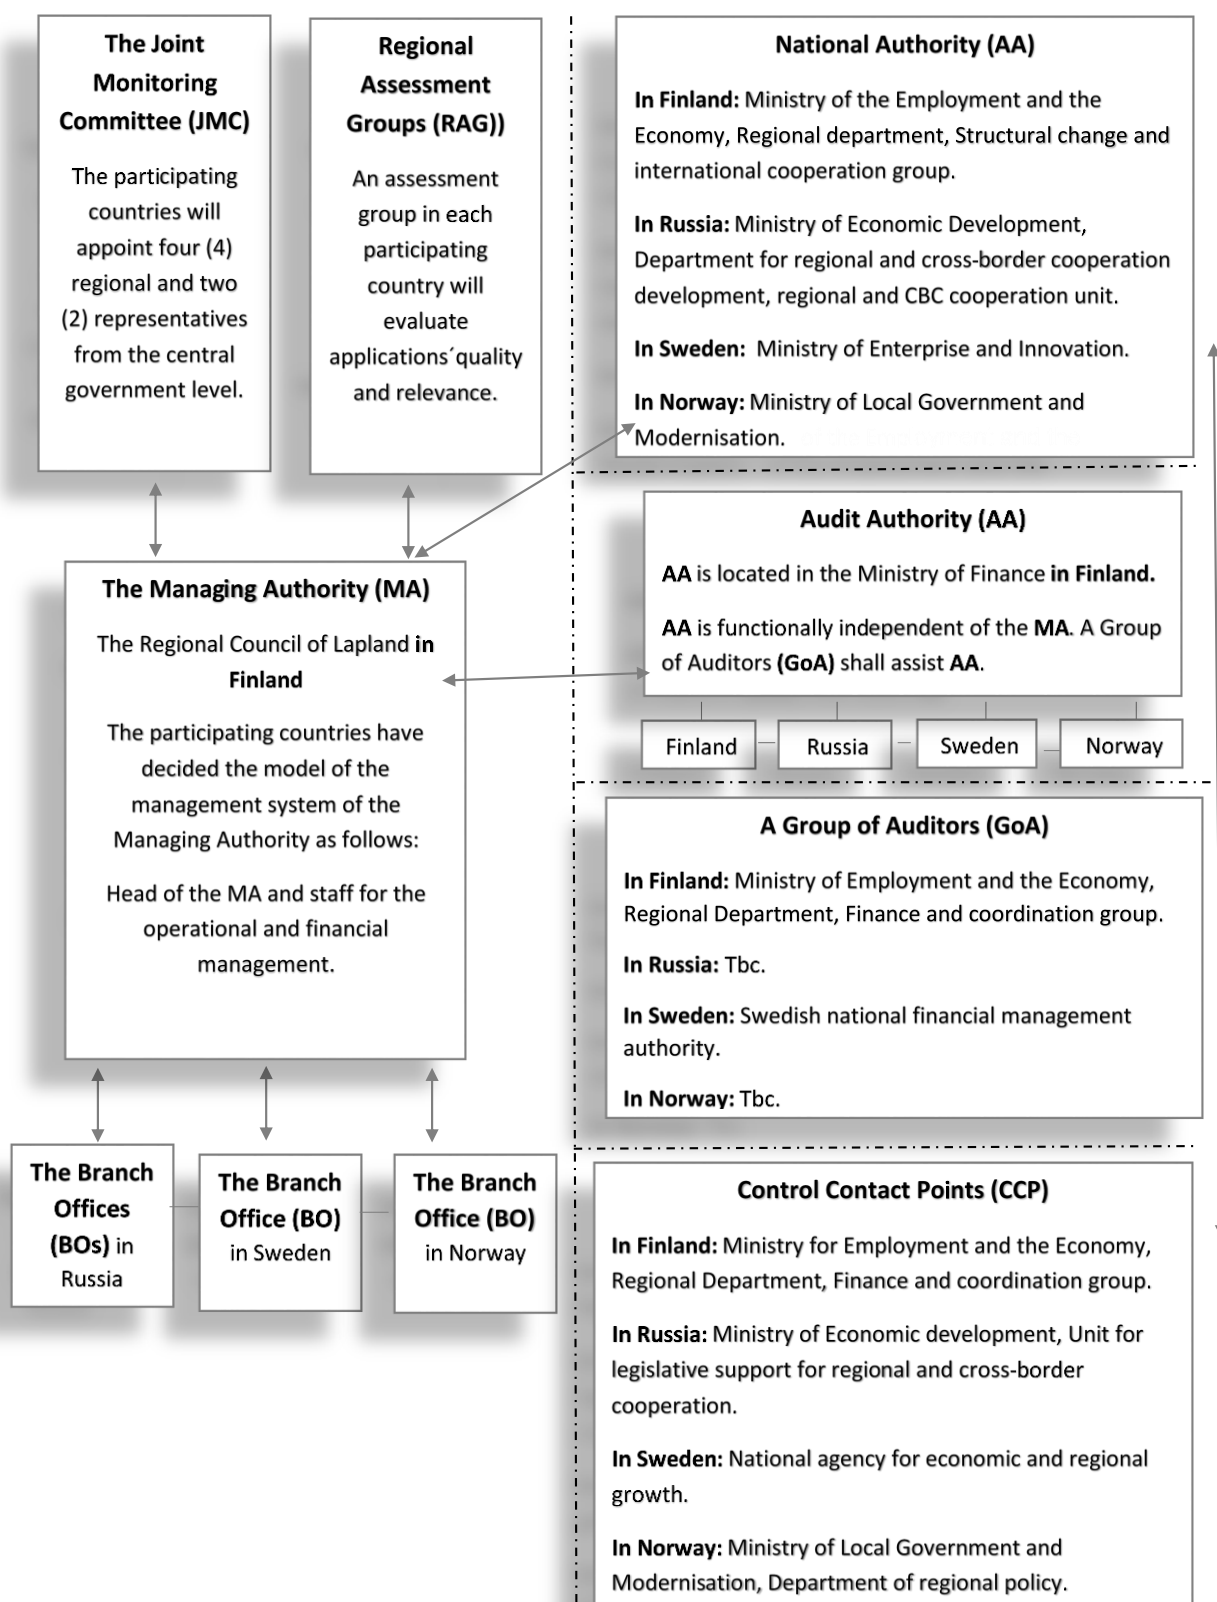 The Joint
Monitoring
Committee (JMC)
The participating
countries will
appoint four (4)
regional and two
(2) representatives
from the central
government level.
Regional
Assessment
Groups (RAG))
An assessment
group in each
participating
country will
evaluate
applications´quality
and relevance.
National Authority (AA)
In Finland: Ministry of the Employment and the
Economy, Regional department, Structural change and
international cooperation group.
In Russia: Ministry of Economic Development,
Department for regional and cross-border cooperation
development, regional and CBC cooperation unit.
In Sweden: Ministry of Enterprise and Innovation.
In Norway: Ministry of Local Government and
Modernisation.
Audit Authority (AA)
AA is located in the Ministry of Finance in Finland.
AA is functionally independent of the MA. A Group
of Auditors (GoA) shall assist AA.
Finland
Russia
Sweden
Norway
The Managing Authority (MA)
The Regional Council of Lapland in
Finland
The participating countries have
decided the model of the
management system of the
Managing Authority as follows:
Head of the MA and staff for the
operational and financial
management.
A Group of Auditors (GoA)
In Finland: Ministry of Employment and the Economy,
Regional Department, Finance and coordination group.
In Russia: Tbc.
In Sweden: Swedish national financial management
authority.
In Norway: Tbc.
The Branch
Offices
(BOs) in
Russia
The Branch
Office (BO)
in Sweden
The Branch
Office (BO)
in Norway
Control Contact Points (CCP)
In Finland: Ministry for Employment and the Economy,
Regional Department, Finance and coordination group.
In Russia: Ministry of Economic development, Unit for
legislative support for regional and cross-border
cooperation.
In Sweden: National agency for economic and regional
growth.
In Norway: Ministry of Local Government and
Modernisation, Department of regional policy.